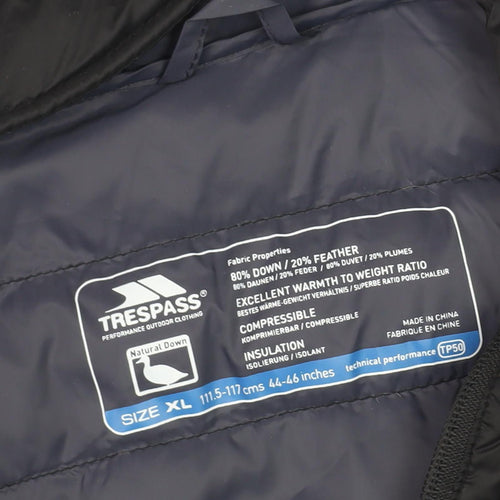 TRESPASS®
PERFORMANCE OUTDOOR CLOTHING
Natural Down
Fabric Properties
80% DOWN / 20% FEATHER
80% DAUNEN / 20% FEDER / 80% DUVET / 20% PLUMES
EXCELLENT WARMTH TO WEIGHT RATIO
BESTES WÄRME-GEWICHT VERHÄLTNIS / SUPERBE RATIO POIDS CHALEUR
COMPRESSIBLE
KOMPRIMIERBAR / COMPRESSIBLE
INSULATION
ISOLIERUNG / ISOLANT
MADE IN CHINA
FABRIQUE EN CHINE
SIZE XL 111.5-117 cms 44-46 inches technical performance TP50